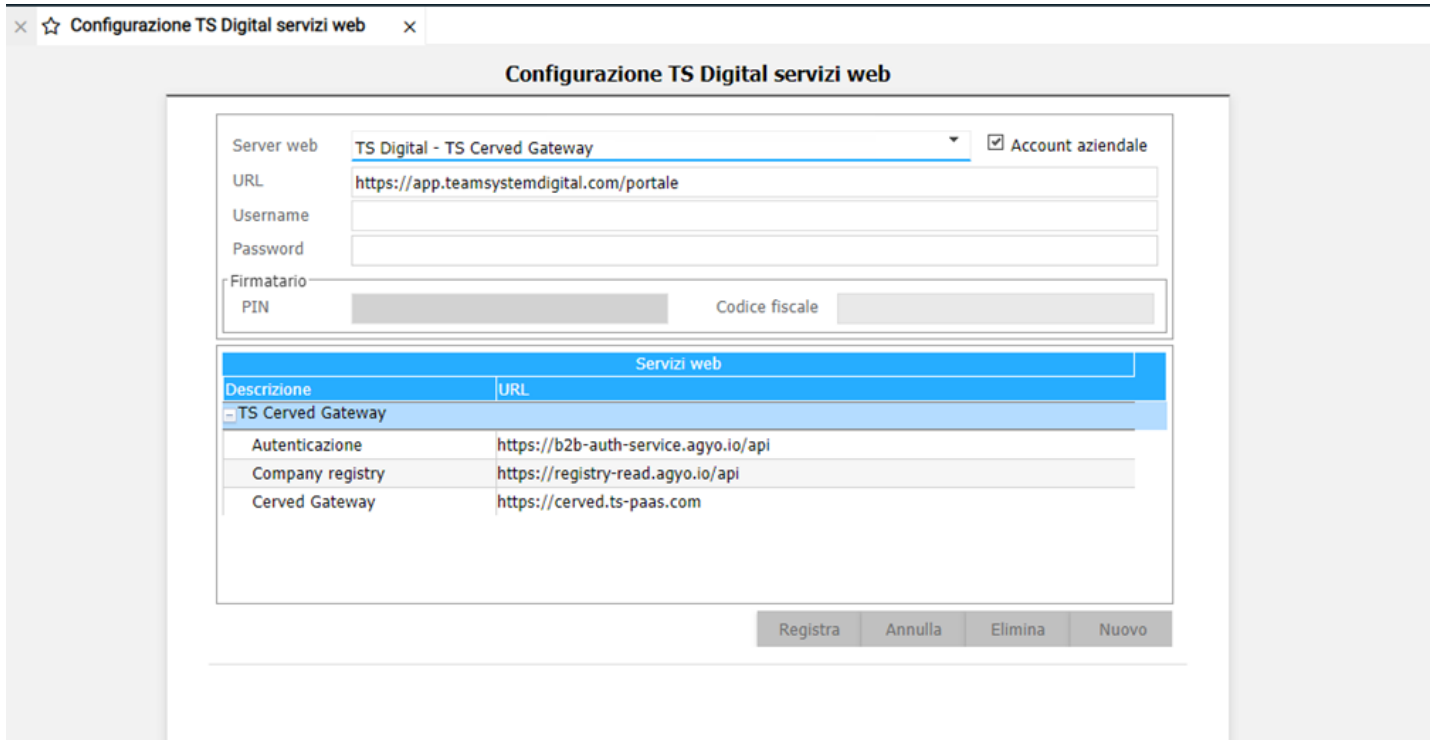 Configurazione TS Digital servizi web
Configurazione TS Digital servizi web
Server web TS Digital - TS Cerved Gateway Account aziendale
URL https://app.teamsystemdigital.com/portale
Username
Password
Firmatario
PIN Codice fiscale
Servizi web
Descrizione URL
TS Cerved Gateway
Autenticazione https://b2b-auth-service.agyo.io/api
Company registry https://registry-read.agyo.io/api
Cerved Gateway https://cerved.ts-paas.com
Registra Annulla Elimina Nuovo